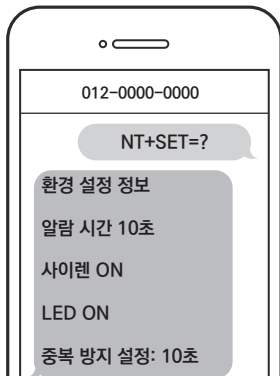 012-0000-0000
NT+SET=?
환경 설정 정보
알람 시간 10초
사이렌 ON
LED ON
중복 방지 설정: 10초